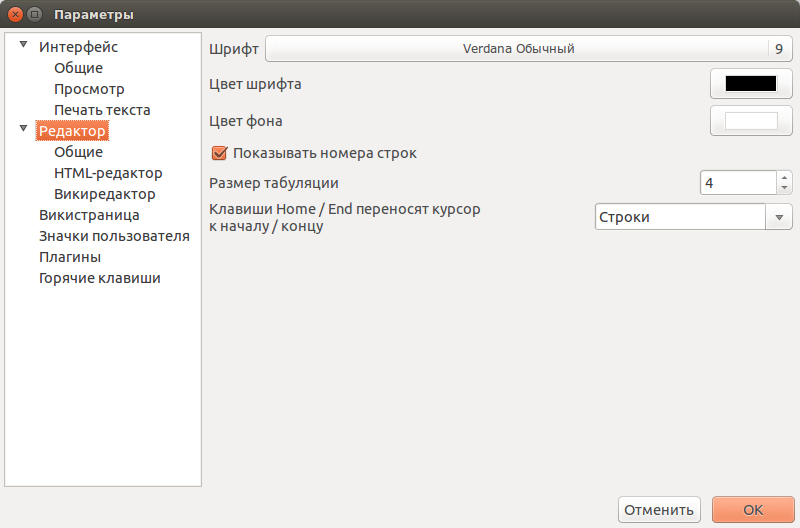 Параметры
Интерфейс
Общие
Просмотр
Печать текста
Редактор
Общие
HTML-редактор
Викиредактор
Викистраница
Значки пользователя
Плагины
Горячие клавиши
Шрифт
Verdana Обычный 9
Цвет шрифта
Цвет фона
Показывать номера строк
Размер табуляции
4
Клавиши Home / End переносят курсор
к началу / концу
Строки
Отменить
OK